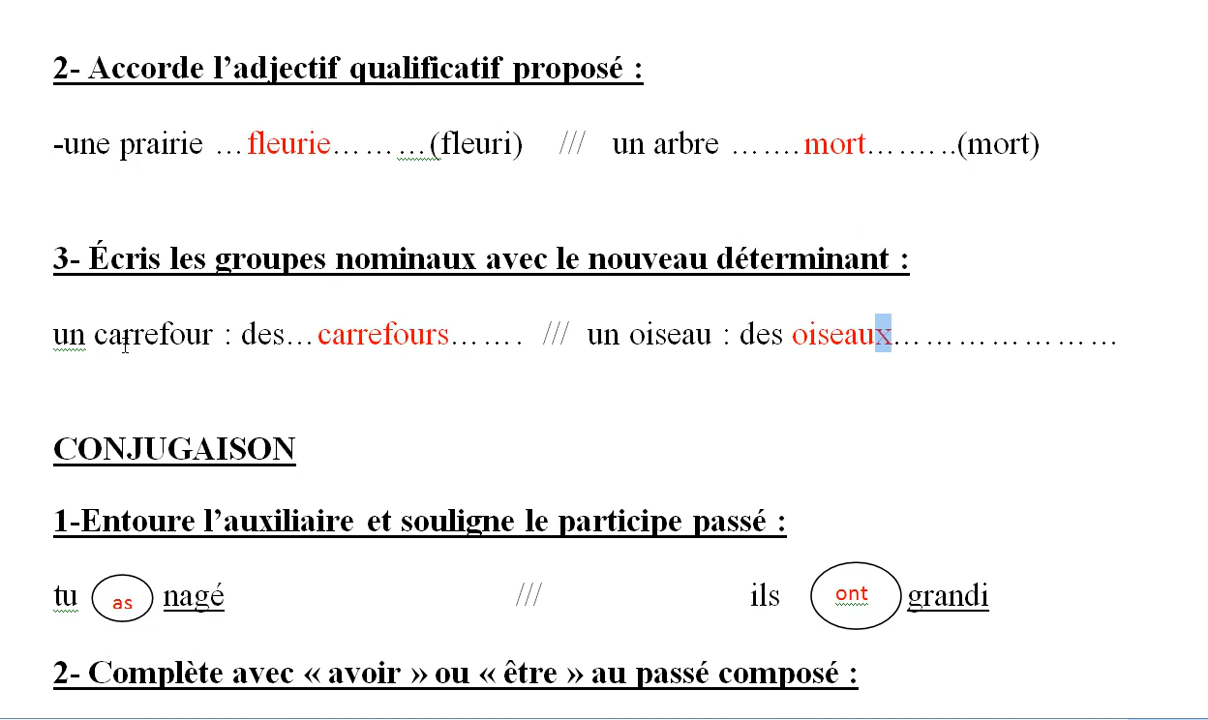 2- Accorde l’adjectif qualificatif proposé :
-une prairie …fleurie………(fleuri) /// un arbre …….mort……..(mort)
3- Écris les groupes nominaux avec le nouveau déterminant :
un carrefour : des…carrefours……. /// un oiseau : des oiseaux…………………
CONJUGAISON
1-Entoure l’auxiliaire et souligne le participe passé :
tu as nagé /// ils ont grandi
2- Complète avec « avoir » ou « être » au passé composé :